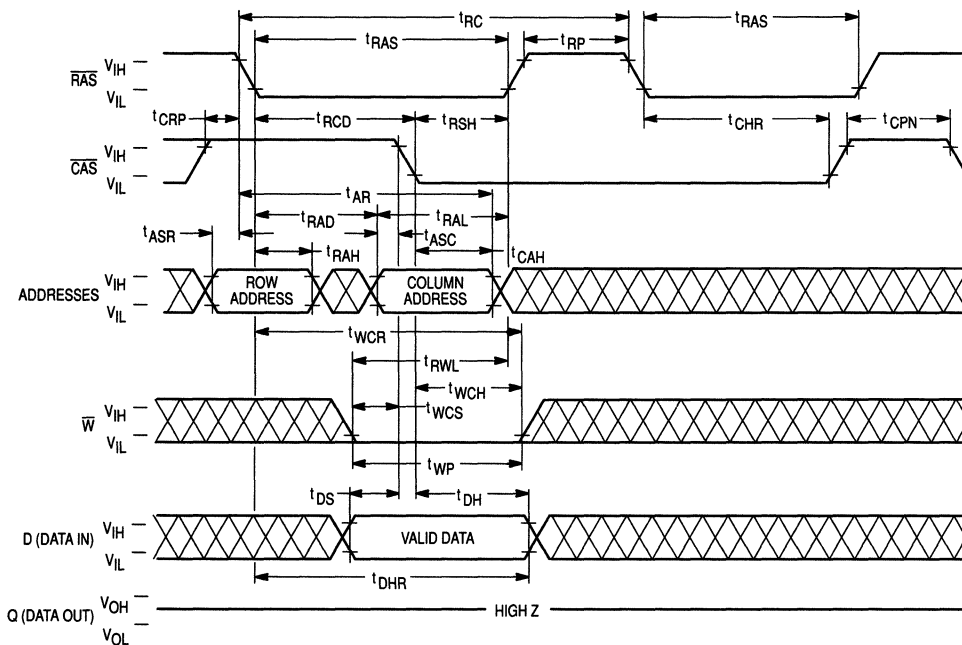 tRC
tRAS
tRP
tRAS
RAS
VIH
VIL
tCRP
tRCD
tRSH
tCHR
tCPN
CAS
VIH
VIL
tAR
tRAD
tRAL
tASR
tRAH
tASC
tCAH
ADDRESSES
VIH
VIL
ROW
ADDRESS
COLUMN
ADDRESS
tWCR
tRWL
tWCH
tWCS
W
VIH
VIL
tWP
tDS
tDH
D (DATA IN)
VIH
VIL
VALID DATA
tDHR
Q (DATA OUT)
VOH
VOL
HIGH Z